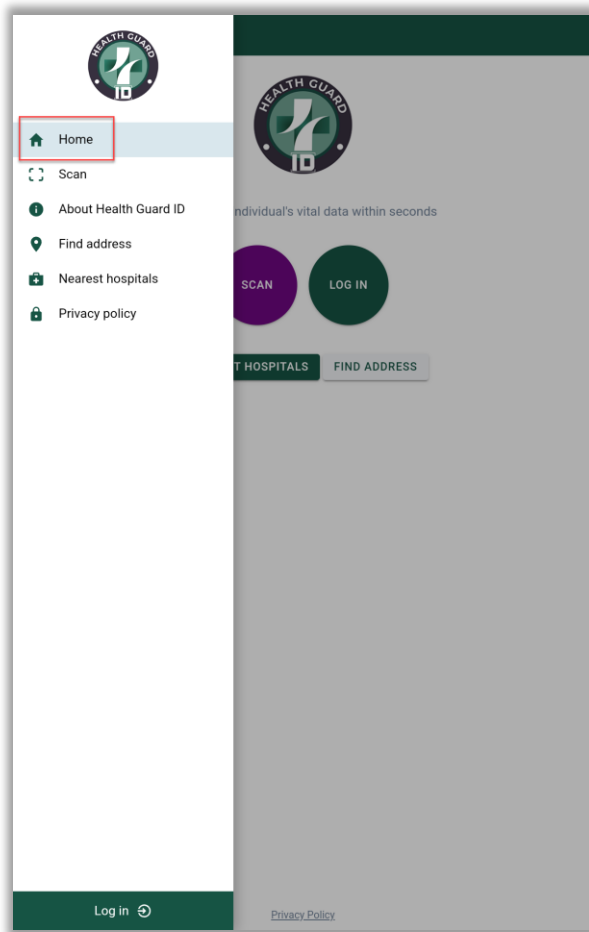 HEALTH GUARD
ID
Home
Scan
About Health Guard ID
Find address
Nearest hospitals
Privacy policy
Log in
HEALTH GUARD
ID
ndividual's vital data within seconds
SCAN
LOG IN
T HOSPITALS
FIND ADDRESS
Privacy Policy